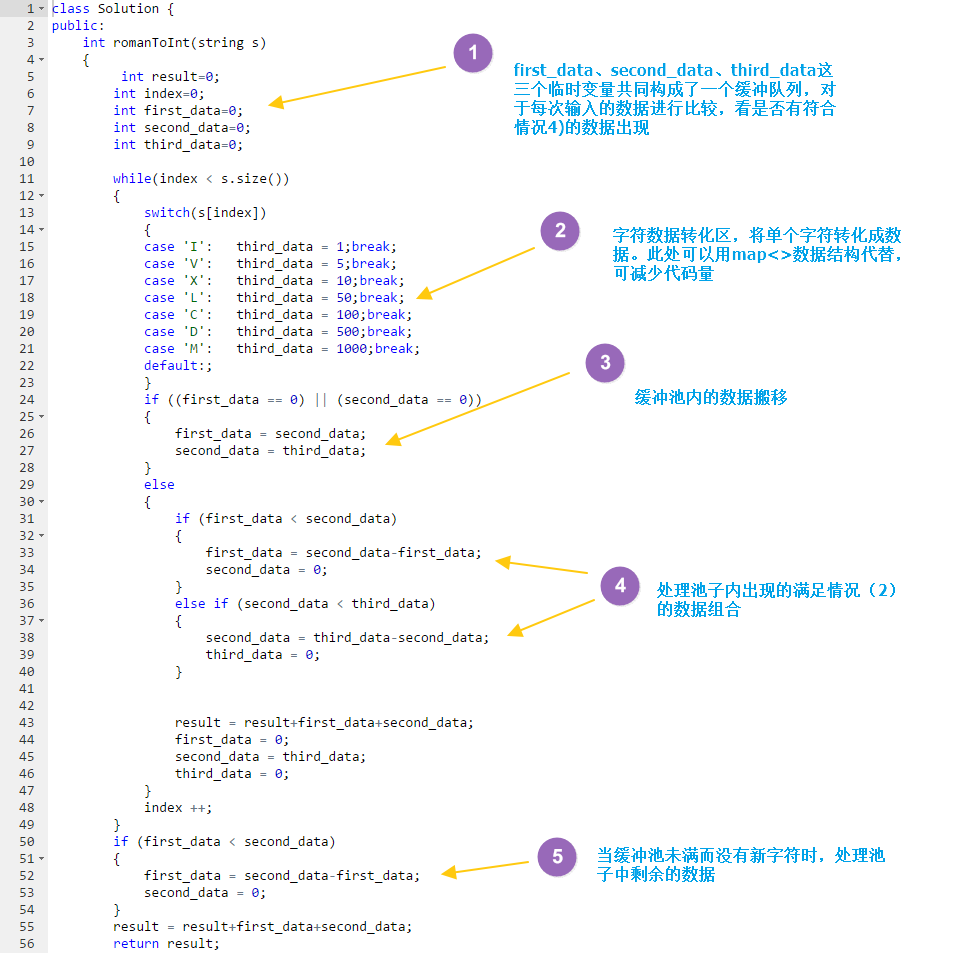 1 class Solution {
2 public:
3     int romanToInt(string s)
4     {
5          int result=0;
6         int index=0;
7         int first_data=0;
8         int second_data=0;
9         int third_data=0;
10
11         while(index < s.size())
12         {
13             switch(s[index])
14             {
15             case 'I':   third_data = 1;break;
16             case 'V':   third_data = 5;break;
17             case 'X':   third_data = 10;break;
18             case 'L':   third_data = 50;break;
19             case 'C':   third_data = 100;break;
20             case 'D':   third_data = 500;break;
21             case 'M':   third_data = 1000;break;
22             default:;
23             }
24             if ((first_data == 0) || (second_data == 0))
25             {
26                 first_data = second_data;
27                 second_data = third_data;
28             }
29             else
30             {
31                 if (first_data < second_data)
32                 {
33                     first_data = second_data-first_data;
34                     second_data = 0;
35                 }
36                 else if (second_data < third_data)
37                 {
38                     second_data = third_data-second_data;
39                     third_data = 0;
40                 }
41
42
43                 result = result+first_data+second_data;
44                 first_data = 0;
45                 second_data = third_data;
46                 third_data = 0;
47             }
48             index ++;
49         }
50         if (first_data < second_data)
51         {
52             first_data = second_data-first_data;
53             second_data = 0;
54         }
55         result = result+first_data+second_data;
56         return result;
1
first_data、second_data、third_data这
三个临时变量共同构成了一个缓冲队列，对
于每次输入的数据进行比较，看是否有符合
情况4)的数据出现
2
字符数据转化区，将单个字符转化成数
据。此处可以用map<>数据结构代替，
可减少代码量
3
缓冲池内的数据搬移
4
处理池子内出现的满足情况（2）
的数据组合
5
当缓冲池未满而没有新字符时，处理池
子中剩余的数据